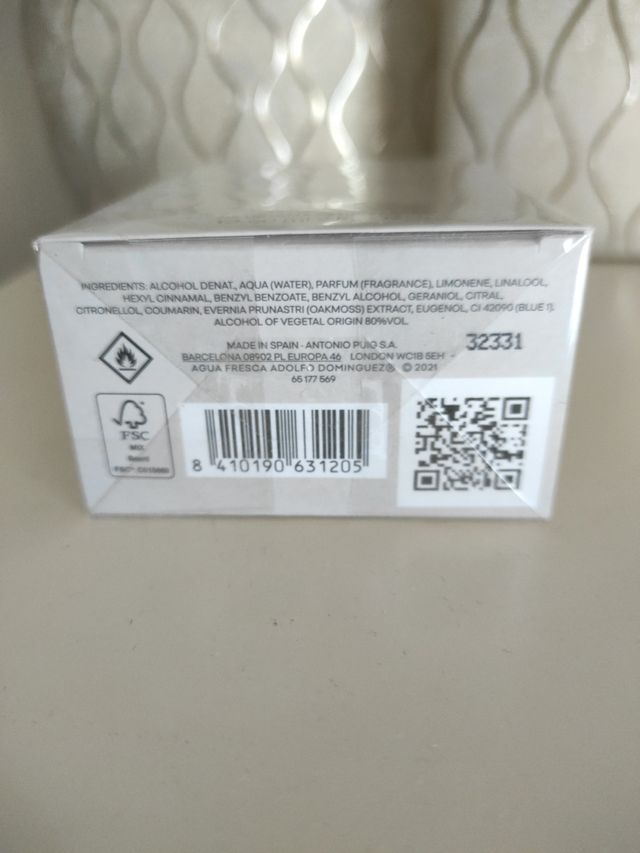 INGREDIENTS: ALCOHOL DENAT., AQUA (WATER), PARFUM (FRAGRANCE), LIMONENE, LINALOOL,
HEXYL CINNAMAL, BENZYL BENZOATE, BENZYL ALCOHOL, GERANIOL, CITRAL,
CITRONELLOL, COUMARIN, EVERNIA PRUNASTRI (OAKMOSS) EXTRACT, EUGENOL, CI 42090 (BLUE 1).
ALCOHOL OF VEGETAL ORIGIN 80%VOL.
MADE IN SPAIN - ANTONIO PUIG S.A.
BARCELONA 08902 PL.EUROPA 46 LONDON WC1B 5EH -
AGUA FRESCA ADOLFO DOMINGUEZ® © 2021
65 177 569
32331
FSC
MIX
Board
8 410190 631205